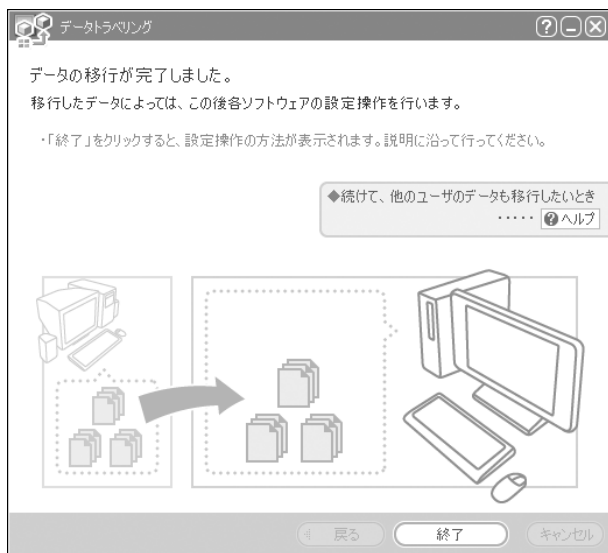 データトラベリング
データの移行が完了しました。
移行したデータによっては、この後各ソフトウェアの設定操作を行います。
・「終了」をクリックすると、設定操作の方法が表示されます。説明に沿って行ってください。
◆続けて、他のユーザのデータも移行したいとき
・・・・・ ?ヘルプ
戻る 終了 キャンセル